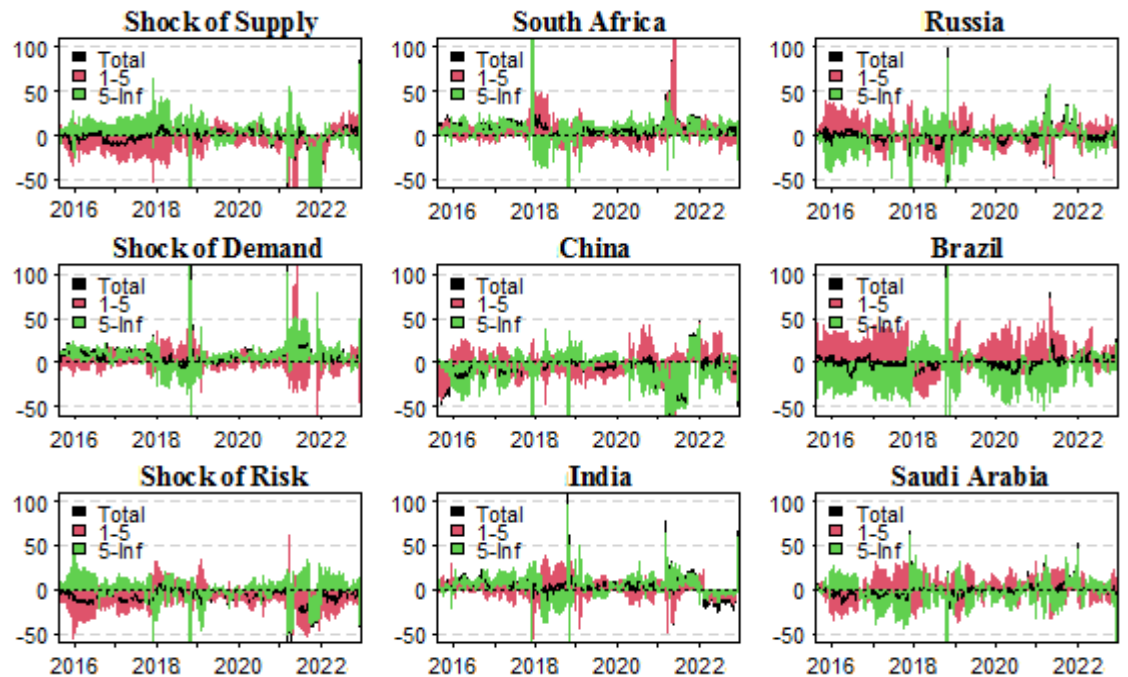 Shock of Supply
100
50
0
-50
Total
1-5
5-Inf
2016 2018 2020 2022
South Africa
100
50
0
-50
Total
1-5
5-Inf
2016 2018 2020 2022
Russia
100
50
0
-50
Total
1-5
5-Inf
2016 2018 2020 2022
Shock of Demand
100
50
0
-50
Total
1-5
5-Inf
2016 2018 2020 2022
China
100
50
0
-50
Total
1-5
5-Inf
2016 2018 2020 2022
Brazil
100
50
0
-50
Total
1-5
5-Inf
2016 2018 2020 2022
Shock of Risk
100
50
0
-50
Total
1-5
5-Inf
2016 2018 2020 2022
India
100
50
0
-50
Total
1-5
5-Inf
2016 2018 2020 2022
Saudi Arabia
100
50
0
-50
Total
1-5
5-Inf
2016 2018 2020 2022